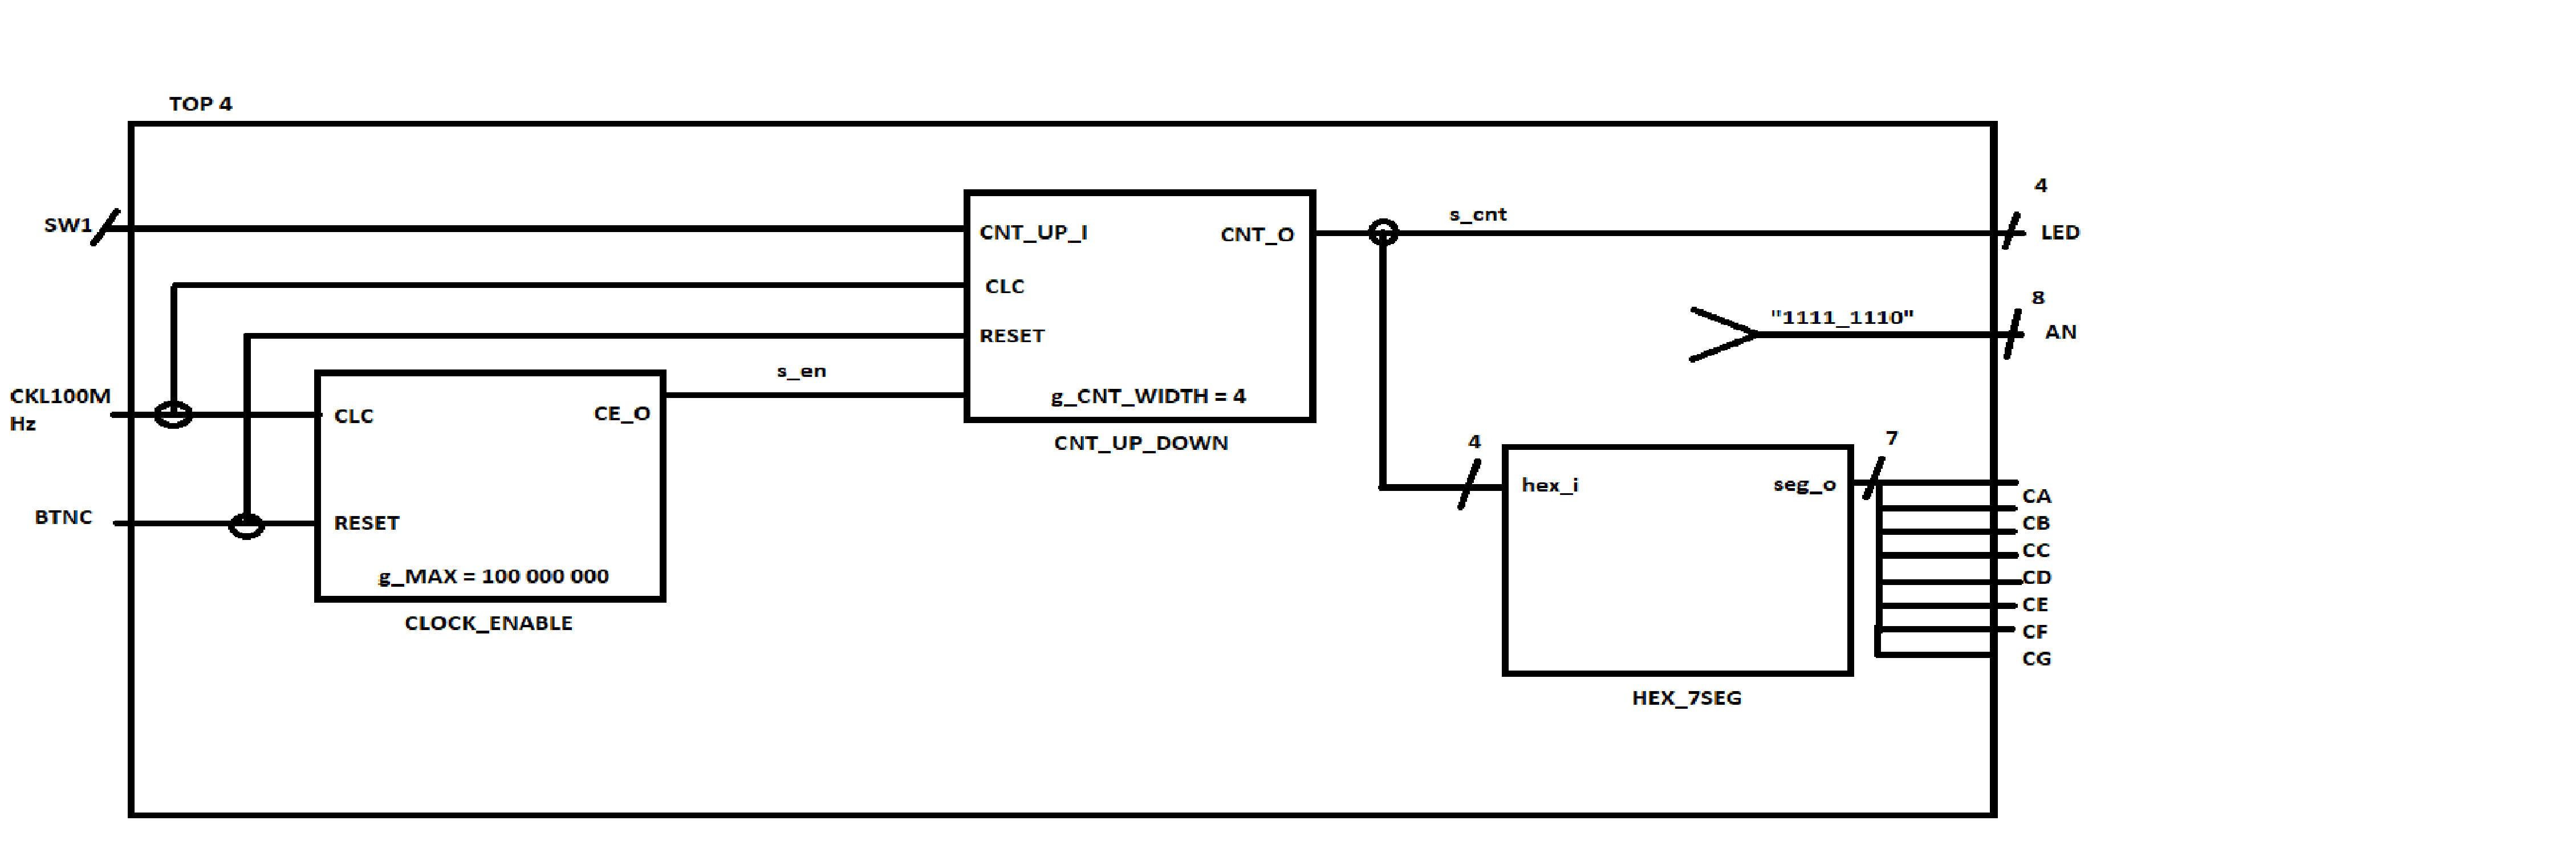 TOP 4
SW1
CKL100M
Hz
BTNC
CLC
CE_O
RESET
g_MAX = 100 000 000
CLOCK_ENABLE
s_en
CNT_UP_I
CNT_O
CLC
RESET
g_CNT_WIDTH = 4
CNT_UP_DOWN
s_cnt
4
LED
"1111_1110"
8
AN
4
hex_i
seg_o
7
HEX_7SEG
CA
CB
CC
CD
CE
CF
CG